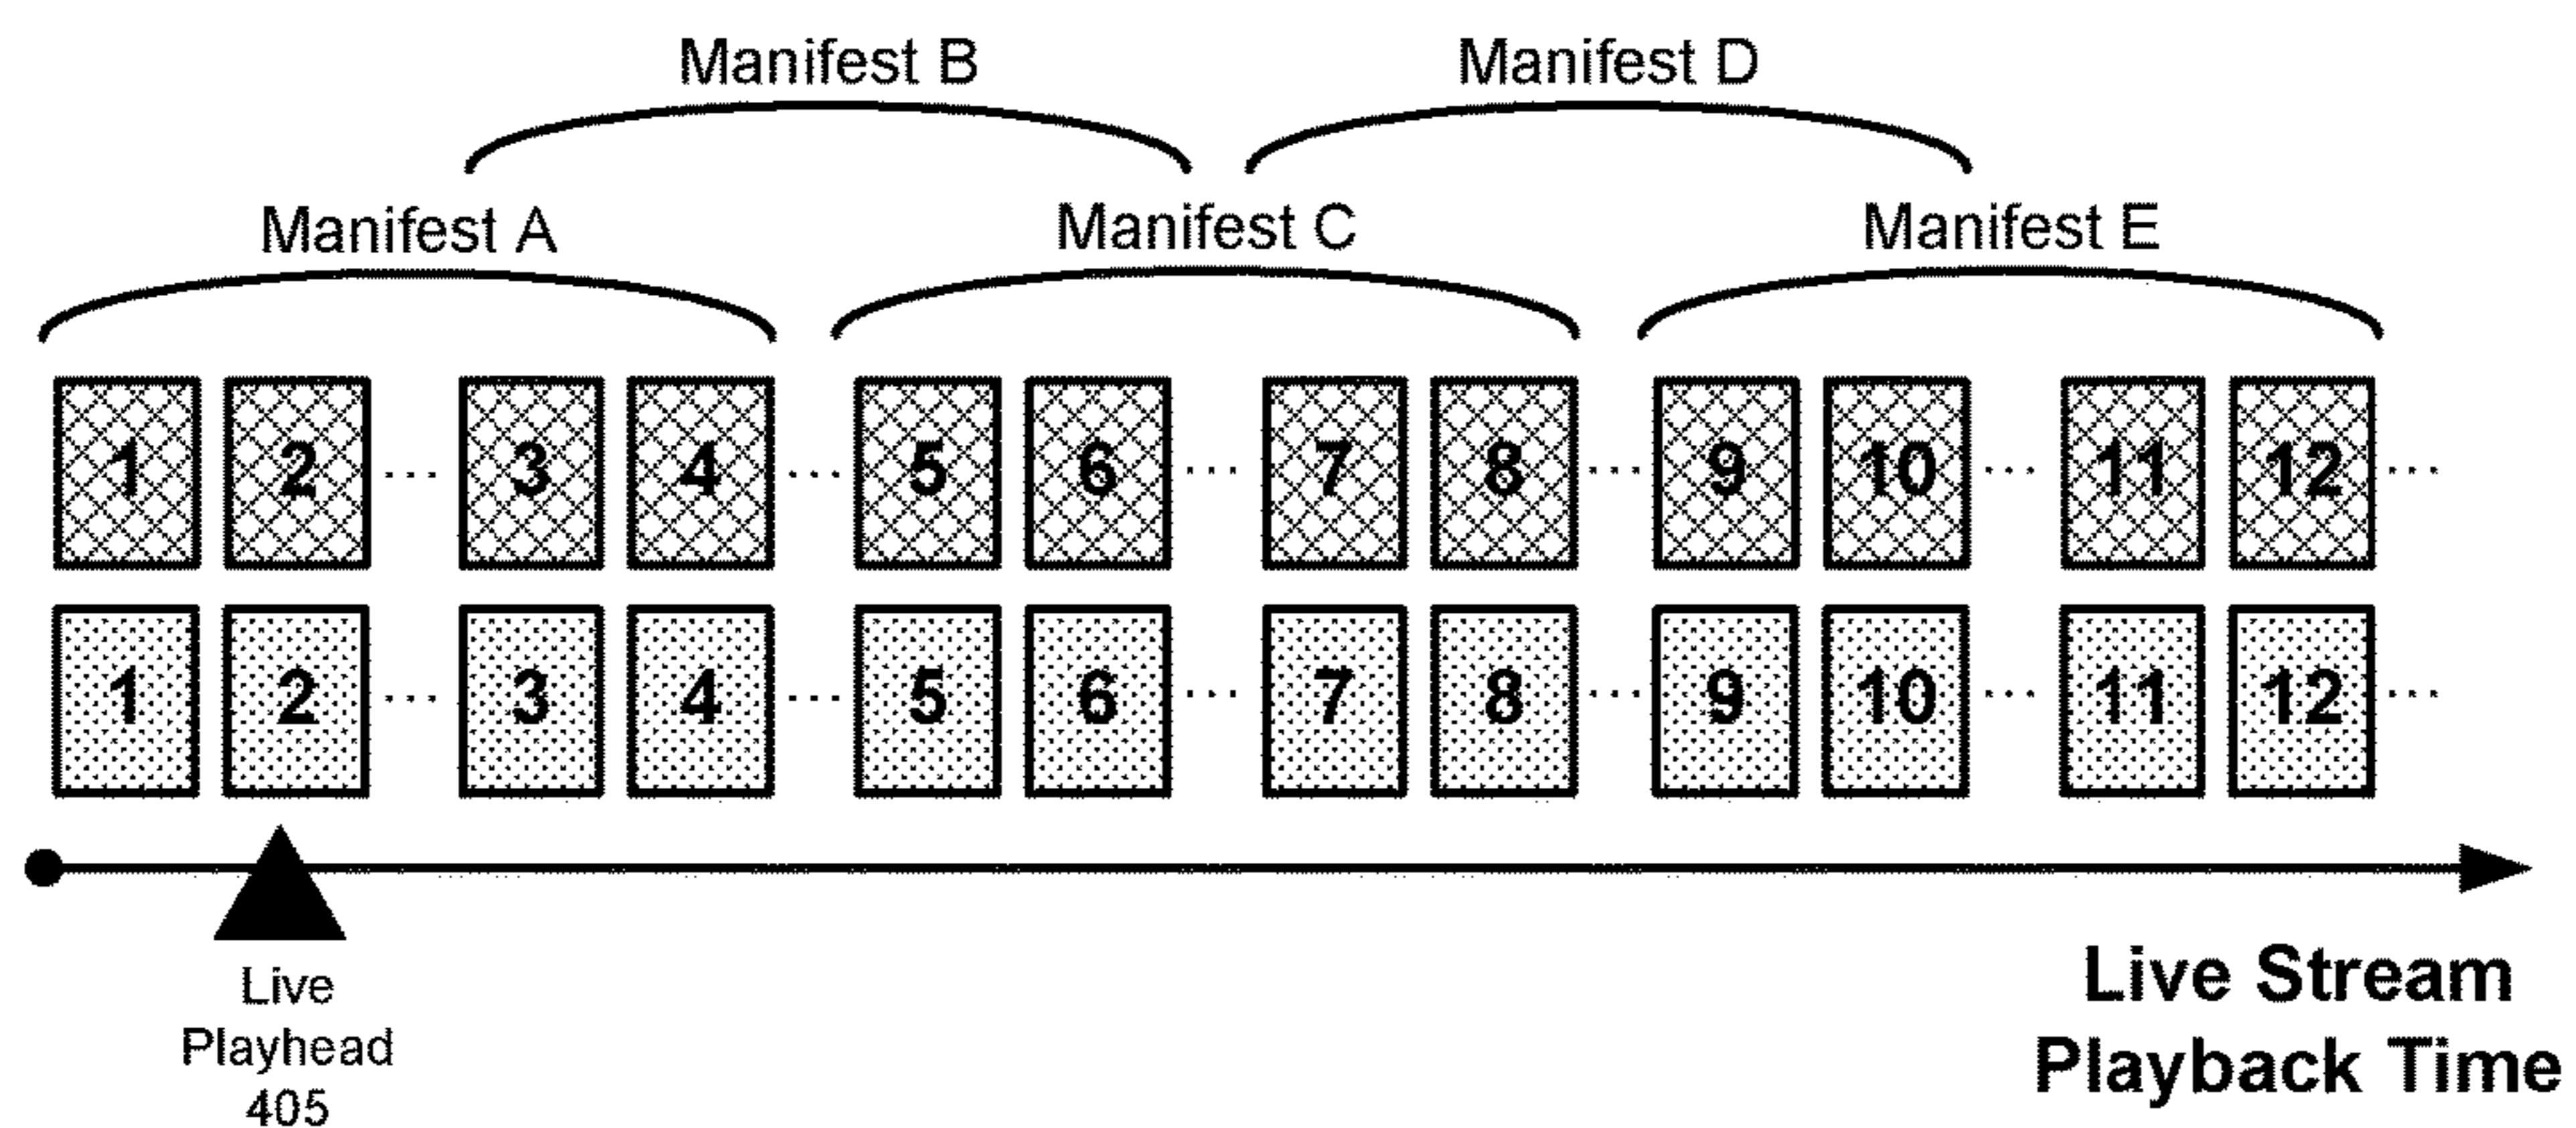 Manifest B Manifest D
Manifest A Manifest C Manifest E
1 2 ... 3 4 ... 5 6 ... 7 8 ... 9 10 ... 11 12 ...
1 2 ... 3 4 ... 5 6 ... 7 8 ... 9 10 ... 11 12 ...
Live
Playhead
405
Live Stream
Playback Time